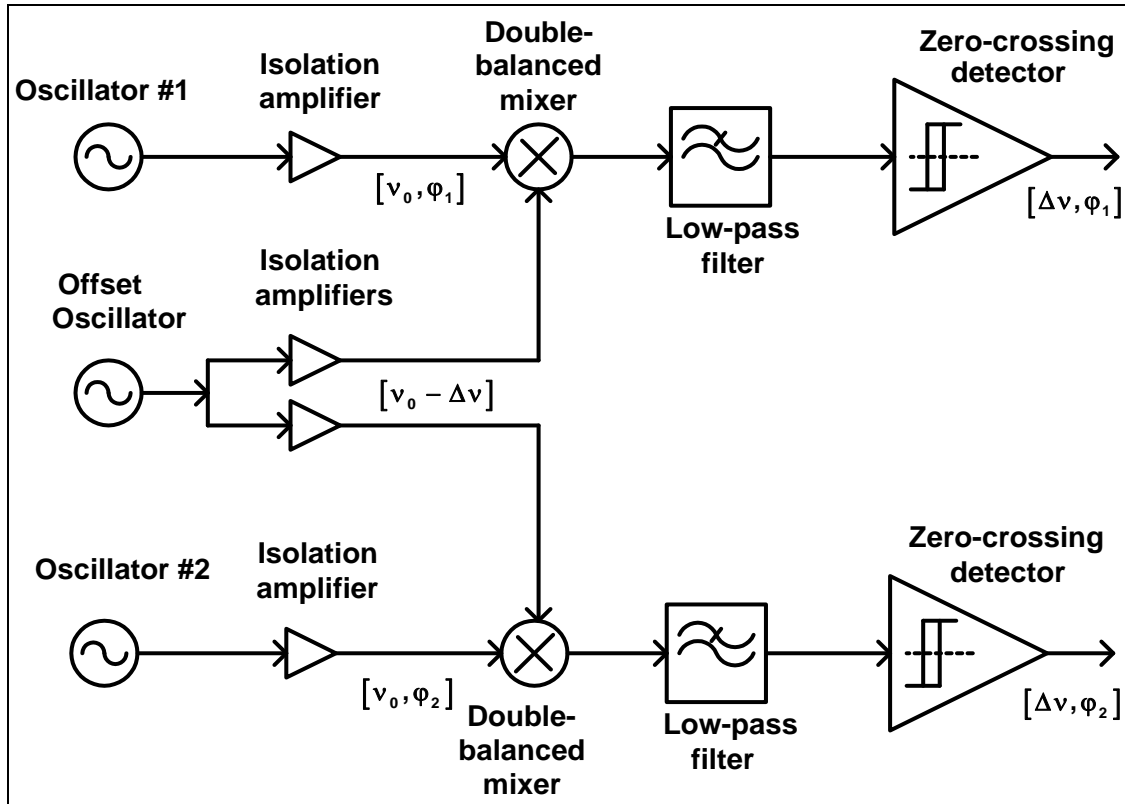 Oscillator #1
Isolation
amplifier
Double-
balanced
mixer
Zero-crossing
detector
[ν₀, φ₁]
Low-pass
filter
[Δν, φ₁]
Offset
Oscillator
Isolation
amplifiers
[ν₀ − Δν]
Oscillator #2
Isolation
amplifier
Zero-crossing
detector
[ν₀, φ₂]
Double-
balanced
mixer
Low-pass
filter
[Δν, φ₂]